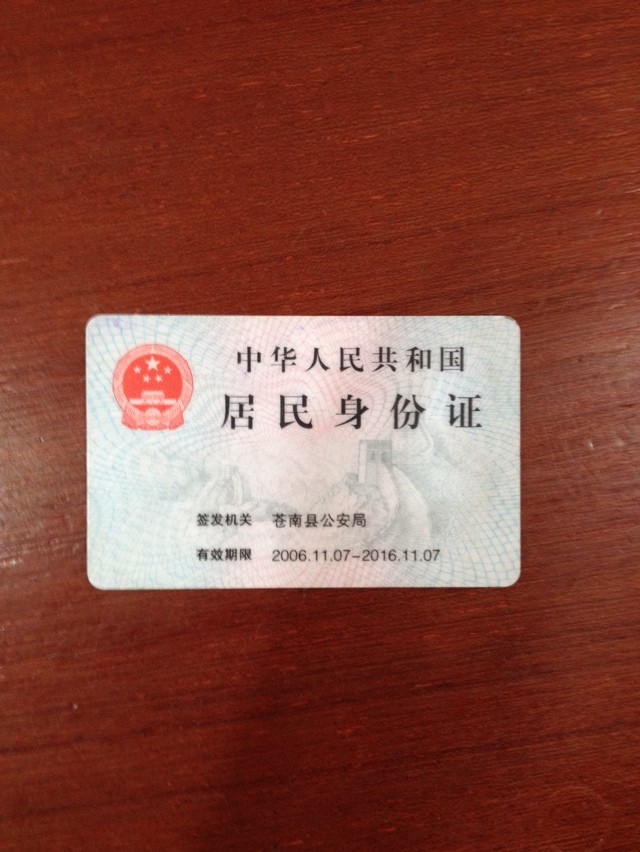 中华人民共和国
居民身份证
签发机关 苍南县公安局
有效期限 2006.11.07-2016.11.07